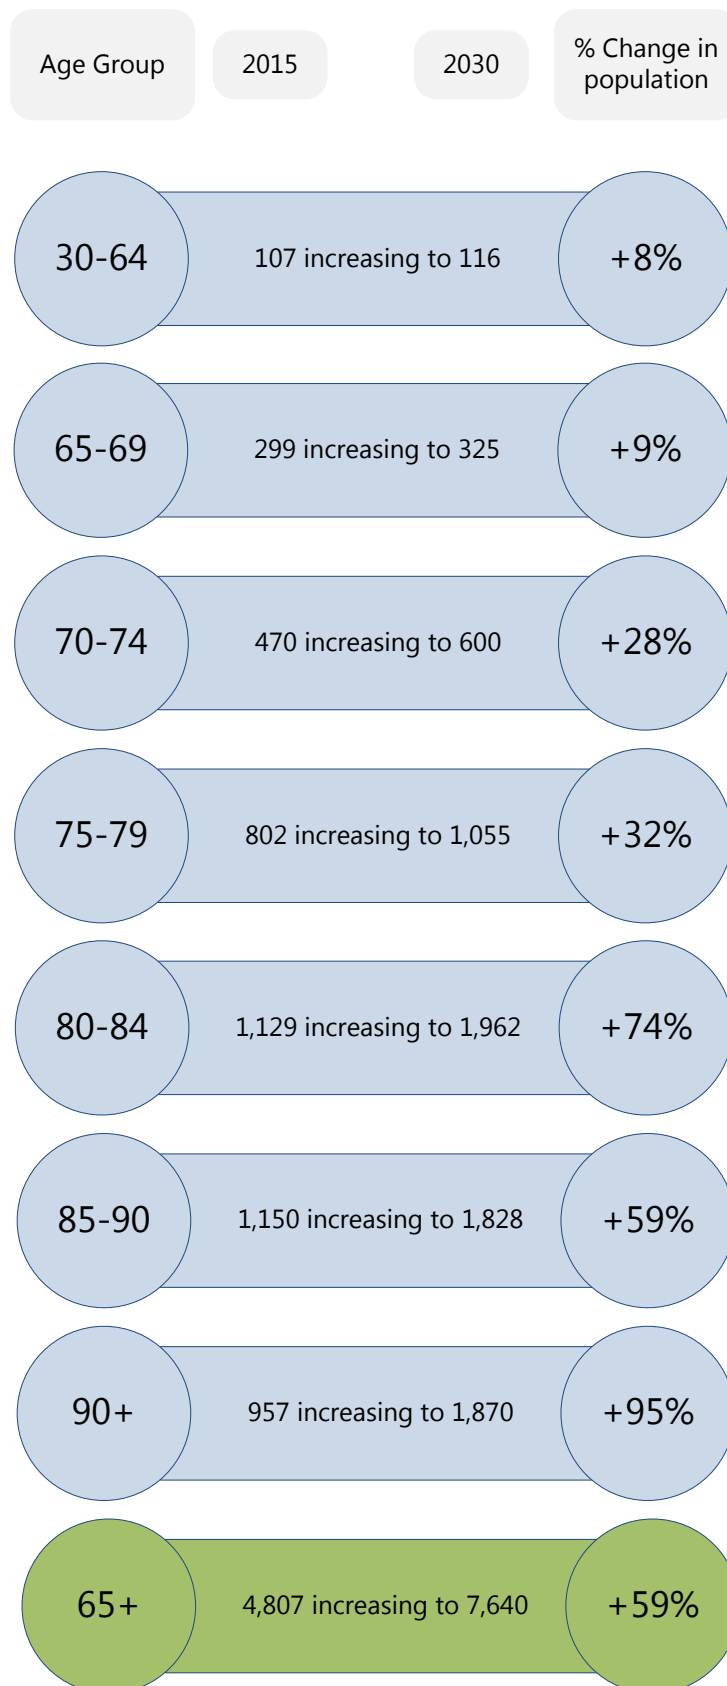 Age Group
2015
2030
% Change in
population
30-64
107 increasing to 116
+8%
65-69
299 increasing to 325
+9%
70-74
470 increasing to 600
+28%
75-79
802 increasing to 1,055
+32%
80-84
1,129 increasing to 1,962
+74%
85-90
1,150 increasing to 1,828
+59%
90+
957 increasing to 1,870
+95%
65+
4,807 increasing to 7,640
+59%